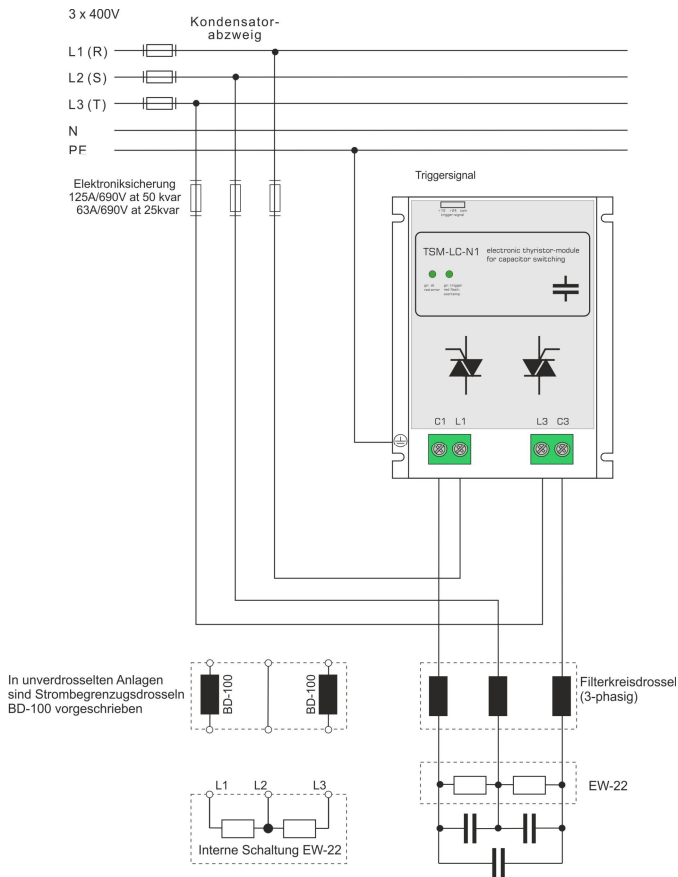 3 x 400V
Kondensator-
abzweig
L1 (R)
L2 (S)
L3 (T)
N
PE
Elektroniksicherung
125A/690V at 50 kvar
63A/690V at 25kvar
Triggersignal
trigger signal
TSM-LC-N1
electronic thyristor-module
for capacitor switching
C1 L1
L3 C3
In unverdrosselten Anlagen
sind Strombegrenzugsdrosseln
BD-100 vorgeschrieben
BD-100
BD-100
Filterkreisdrossel
(3-phasig)
EW-22
L1 L2 L3
Interne Schaltung EW-22